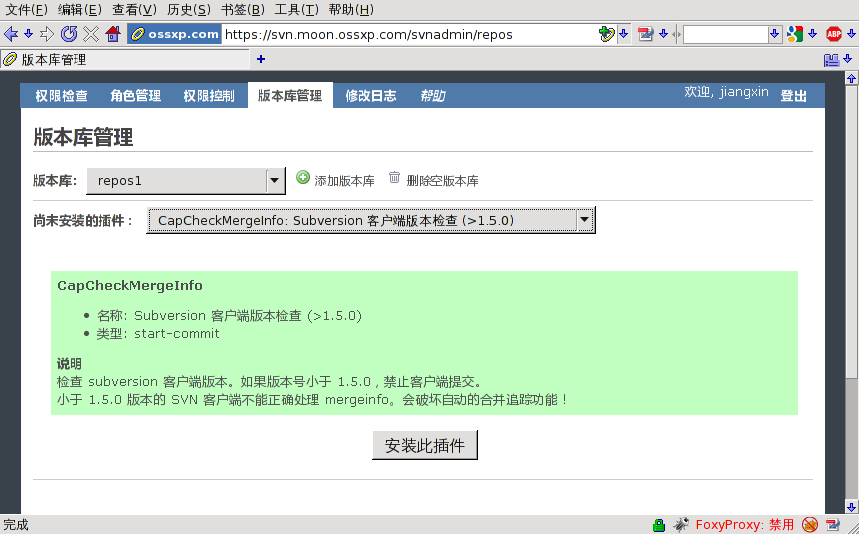 文件(F) 编辑(E) 查看(V) 历史(S) 书签(B) 工具(T) 帮助(H)
ossxp.com https://svn.moon.ossxp.com/svnadmin/repos
ABP
版本库管理
权限检查 角色管理 权限控制 版本库管理 修改日志 帮助 欢迎, jiangxin 登出
版本库管理
版本库: repos1 添加版本库 删除空版本库
尚未安装的插件： CapCheckMergeInfo: Subversion 客户端版本检查 (>1.5.0)
CapCheckMergeInfo
名称: Subversion 客户端版本检查 (>1.5.0)
类型: start-commit
说明
检查 subversion 客户端版本。如果版本号小于 1.5.0，禁止客户端提交。
小于 1.5.0 版本的 SVN 客户端不能正确处理 mergeinfo。会破坏自动的合并追踪功能！
安装此插件
完成 FoxyProxy: 禁用